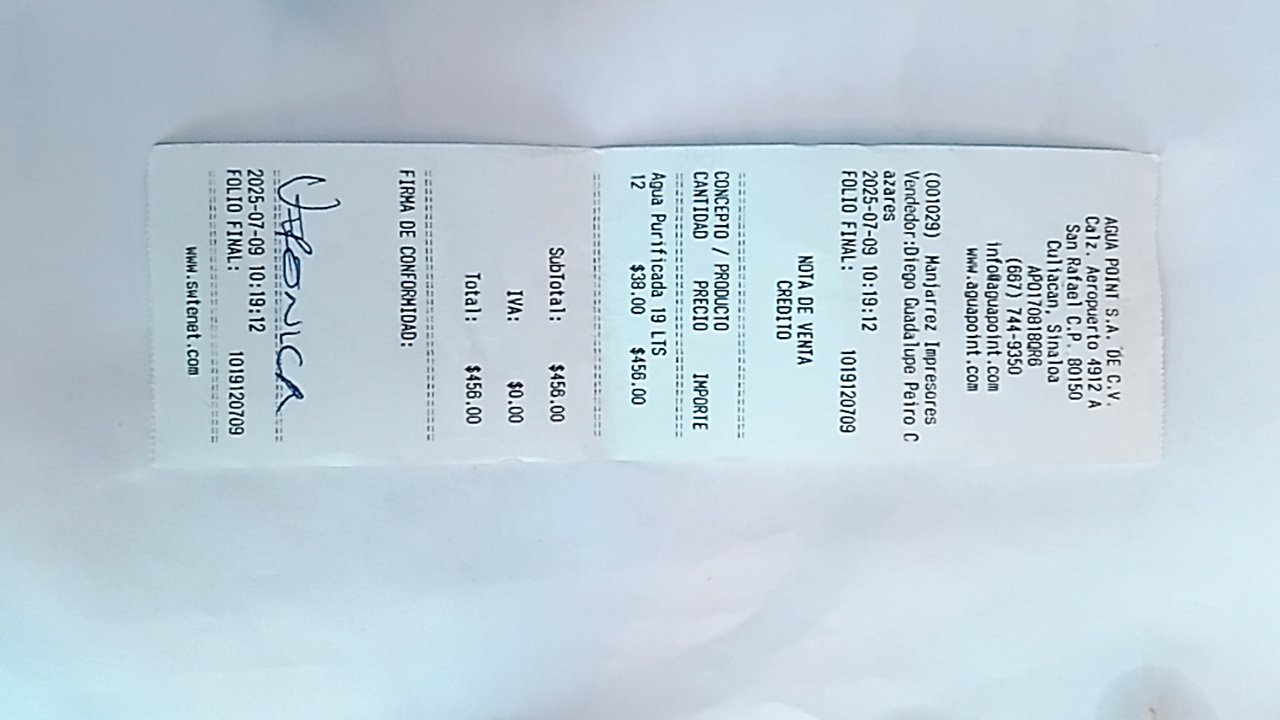 AGUA POINT S.A. DE C.V.
Calz. Aeropuerto 4912 A
San Rafael C.P. 80150
Culiacan, Sinaloa
APO170818QR6
(667) 744-9350
info@aguapoint.com
www.aguapoint.com
(001029) Manjarrez Impresores
Vendedor:Diego Guadalupe Peiro C
azares
2025-07-09 10:19:12
FOLIO FINAL: 1019120709
NOTA DE VENTA
CREDITO
CONCEPTO / PRODUCTO
CANTIDAD PRECIO IMPORTE
Agua Purificada 19 LTS
12 $38.00 $456.00
SubTotal: $456.00
IVA: $0.00
Total: $456.00
FIRMA DE CONFORMIDAD:
VERONICA
2025-07-09 10:19:12
FOLIO FINAL: 1019120709
www.swtenet.com